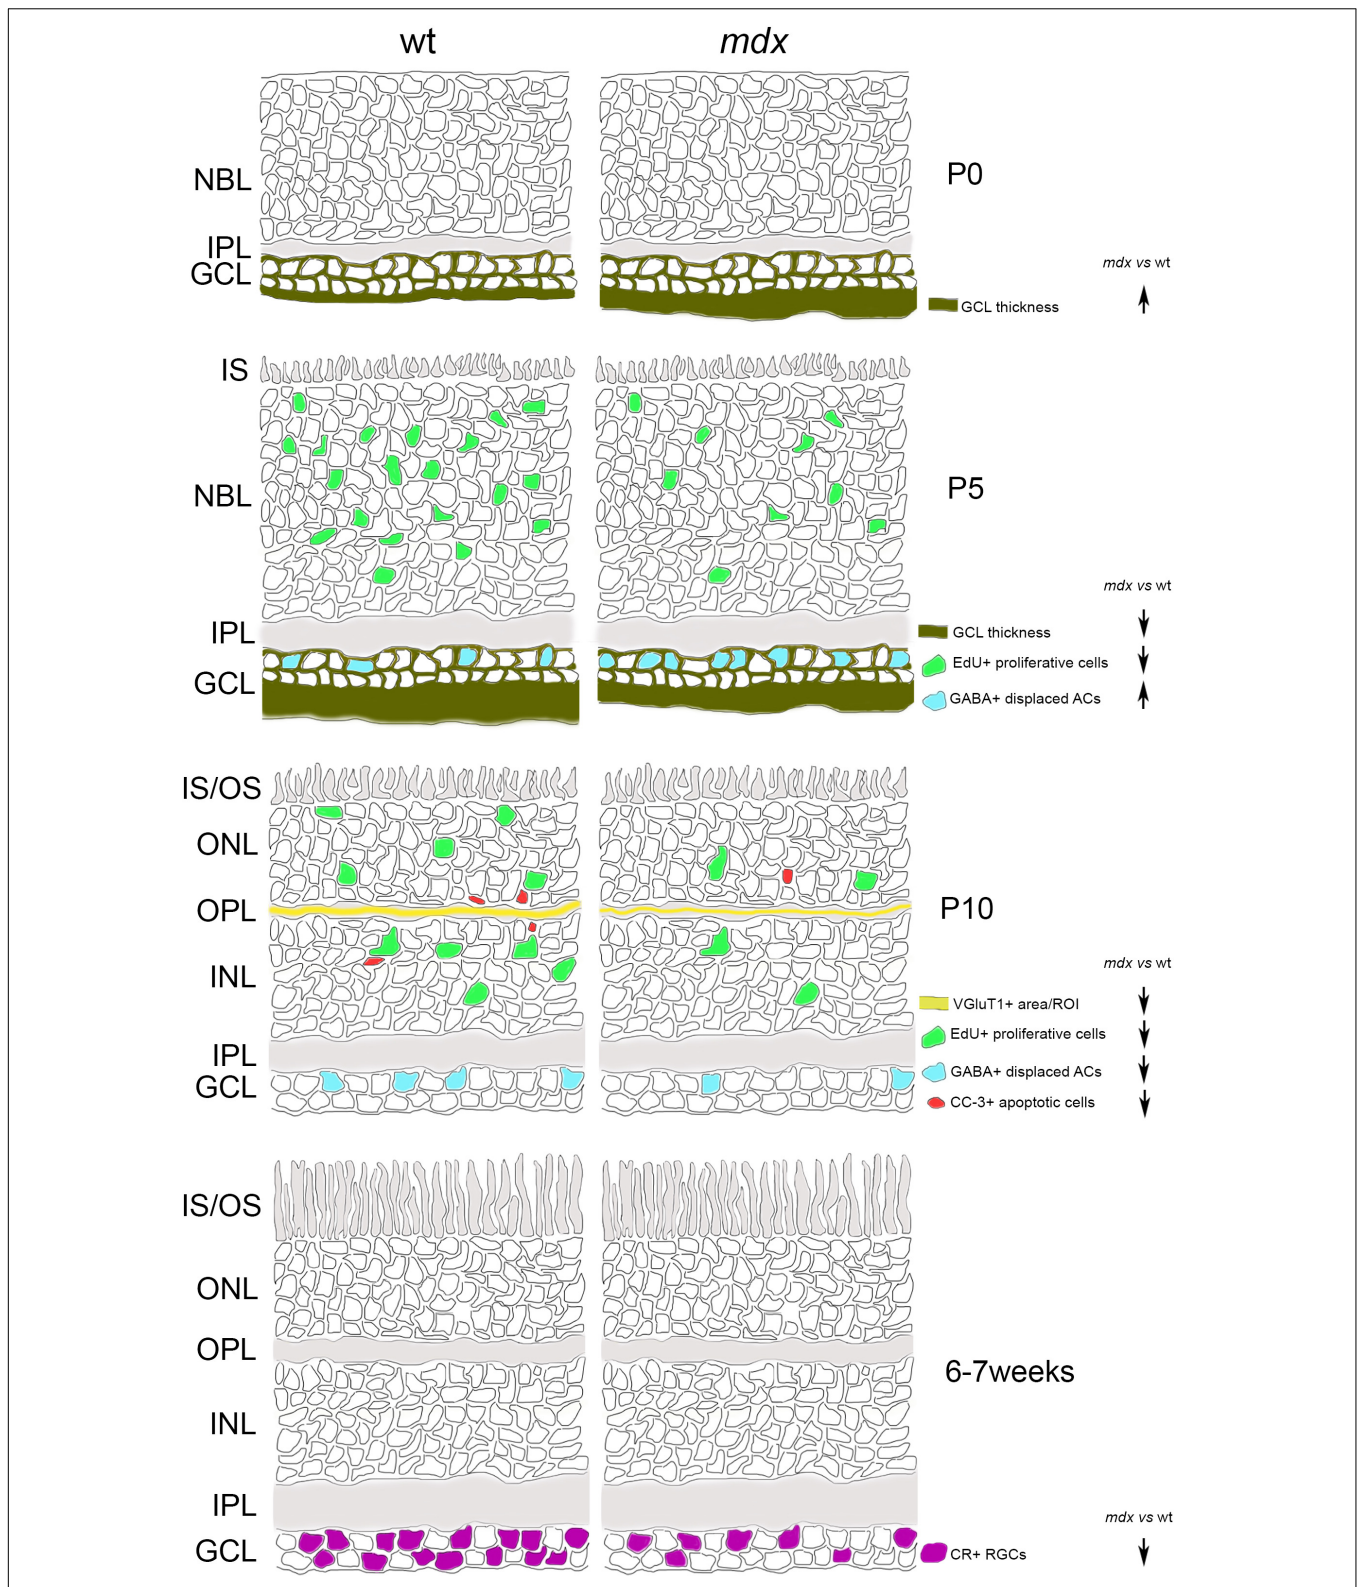 wt
mdx
NBL
IPL
GCL
P0
mdx vs wt
GCL thickness
IS
NBL
IPL
GCL
P5
mdx vs wt
GCL thickness
EdU+ proliferative cells
GABA+ displaced ACs
IS/OS
ONL
OPL
INL
IPL
GCL
P10
mdx vs wt
VGluT1+ area/ROI
EdU+ proliferative cells
GABA+ displaced ACs
CC-3+ apoptotic cells
IS/OS
ONL
OPL
INL
IPL
GCL
6-7weeks
mdx vs wt
CR+ RGCs